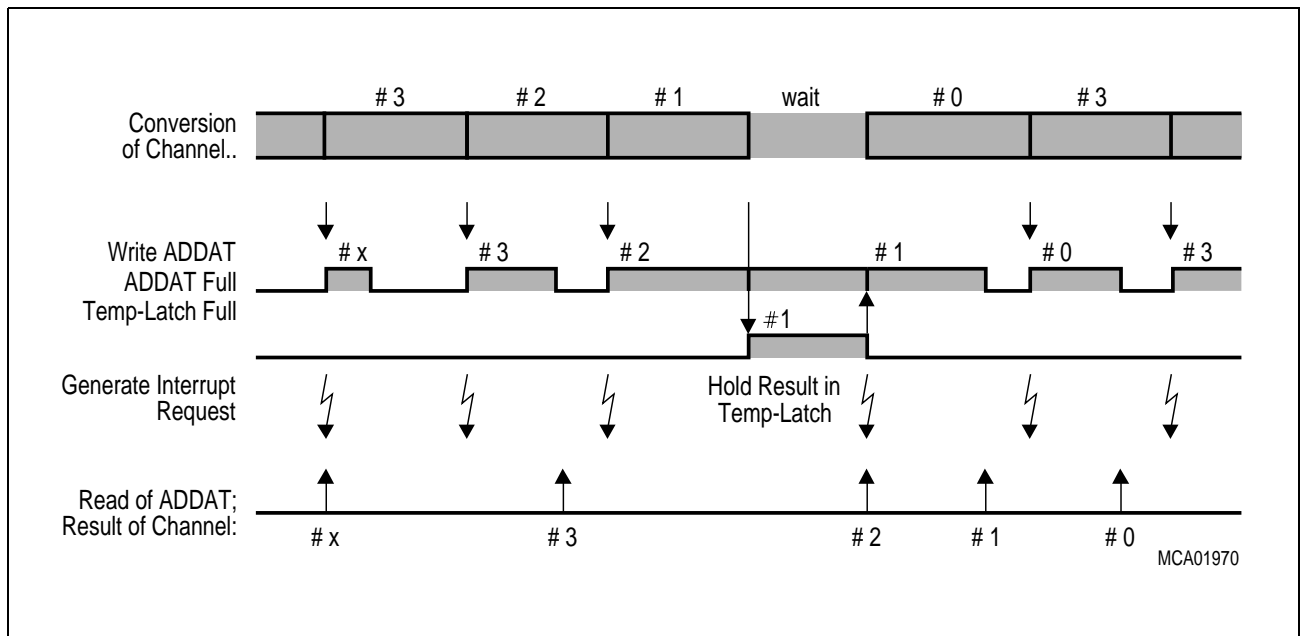 # 3 # 2 # 1 wait # 0 # 3
Conversion
of Channel..
Write ADDAT
# x # 3 # 2 # 1 # 0 # 3
ADDAT Full
Temp-Latch Full
#1
Generate Interrupt
Request
Hold Result in
Temp-Latch
Read of ADDAT;
Result of Channel:
# x # 3 # 2 # 1 # 0
MCA01970